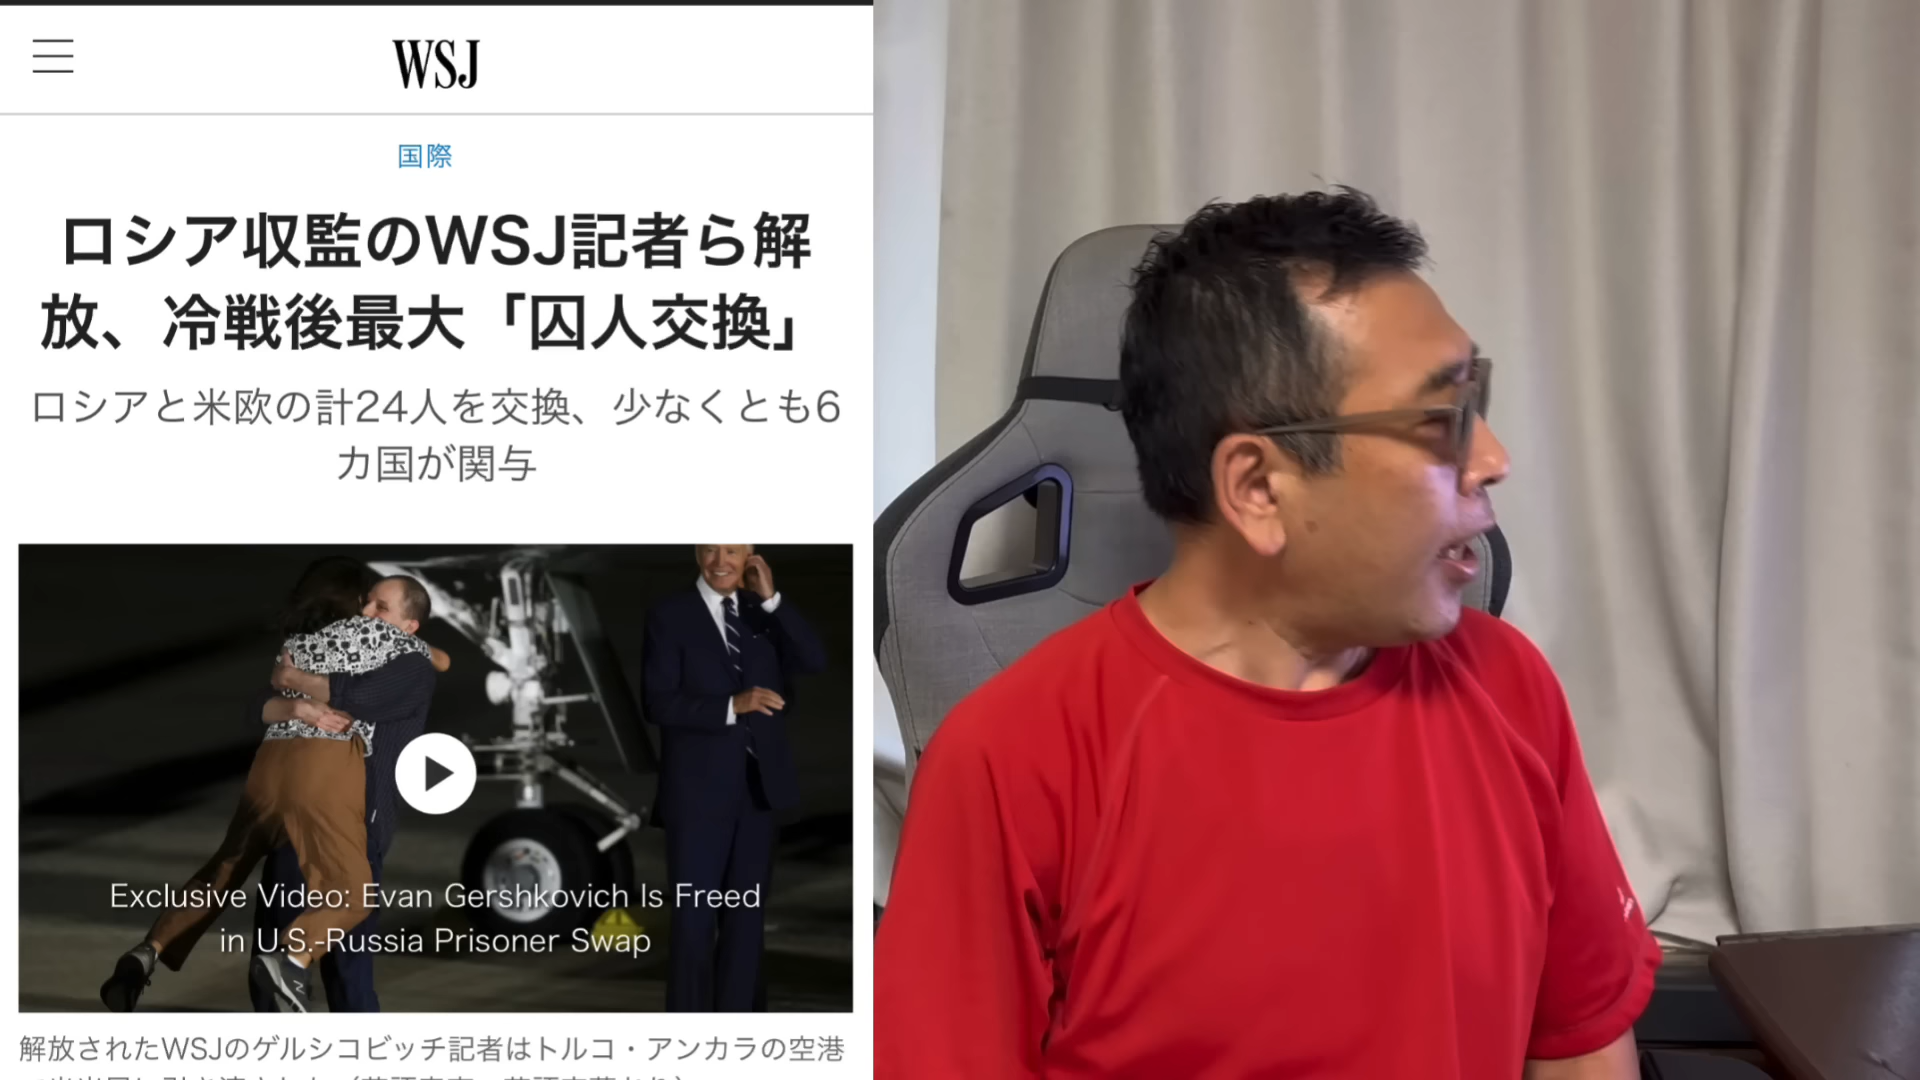 WSJ
国際
ロシア収監のWSJ記者ら解
放、冷戦後最大「囚人交換」
ロシアと米欧の計24人を交換、少なくとも6
カ国が関与
Exclusive Video: Evan Gershkovich Is Freed
in U.S.-Russia Prisoner Swap
解放されたWSJのゲルシコビッチ記者はトルコ・アンカラの空港